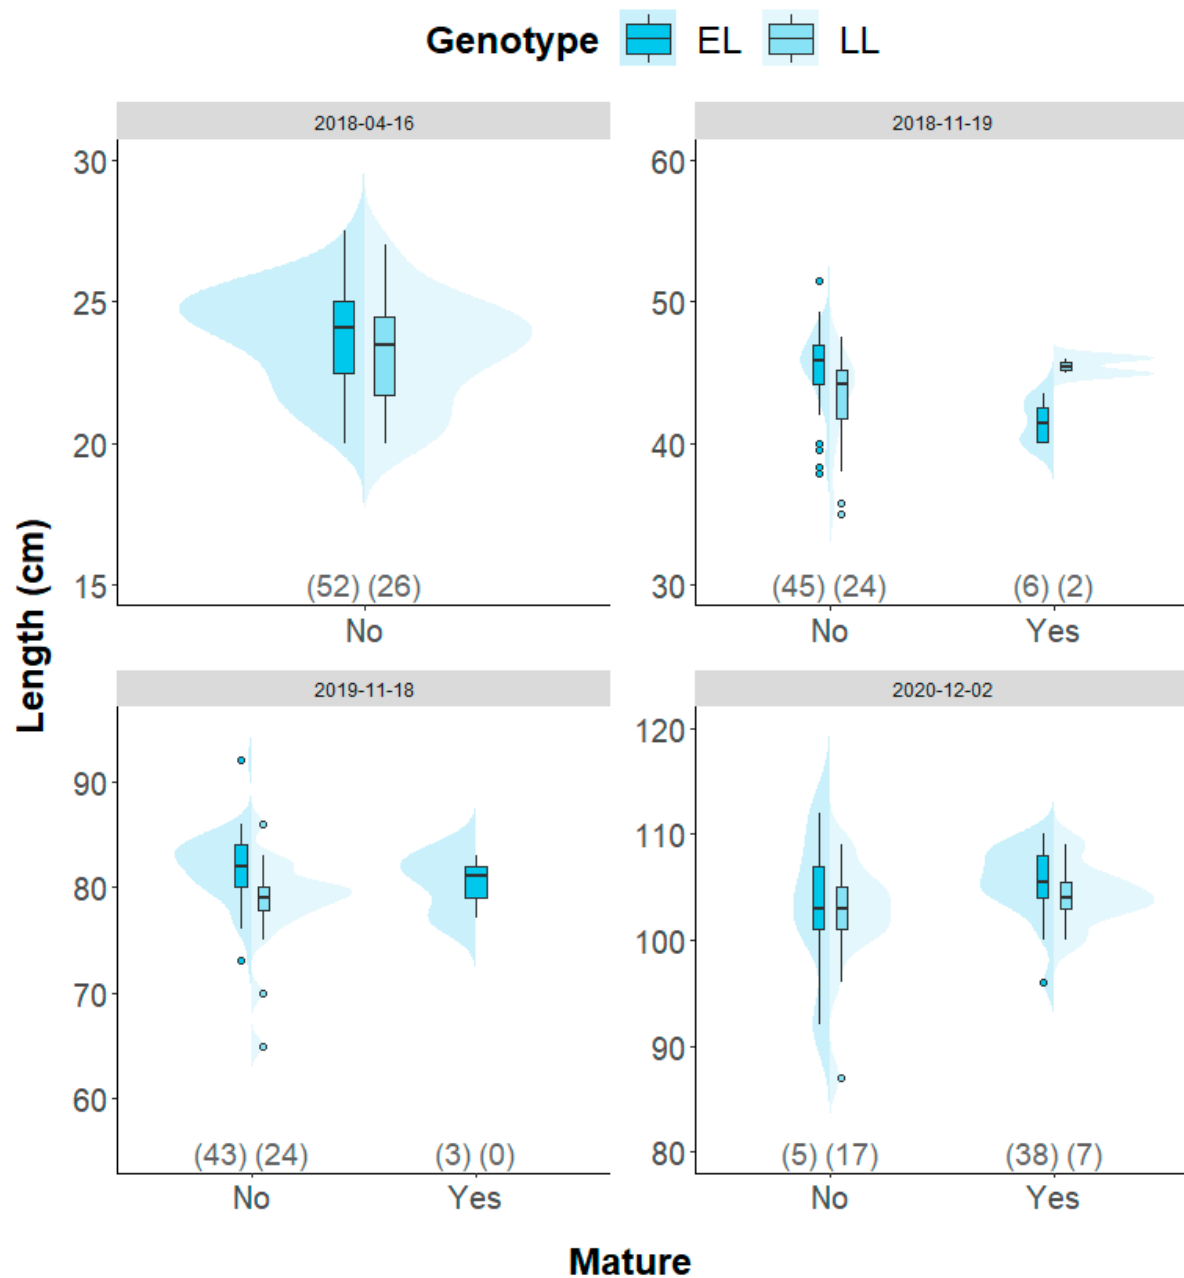 Genotype EL LL
2018-04-16
2018-11-19
30
25
20
15
(52) (26)
No
60
50
40
30
(45) (24) (6) (2)
No Yes
Length (cm)
2019-11-18
2020-12-02
90
80
70
60
(43) (24) (3) (0)
No Yes
120
110
100
90
80
(5) (17) (38) (7)
No Yes
Mature